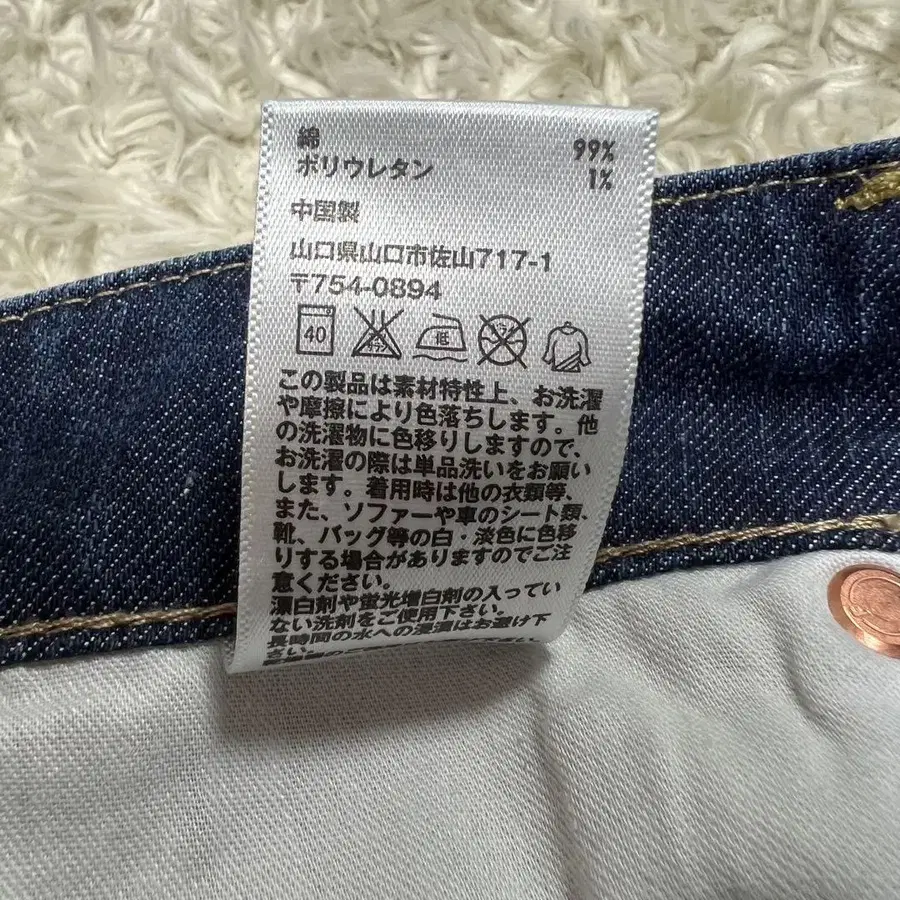 綿 99%
ポリウレタン 1%
中国製
山口県山口市佐山717-1
〒754-0894
40 低
この製品は素材特性上、お洗濯
や摩擦により色落ちします。他
の洗濯物に色移りしますので、
お洗濯の際は単品洗いをお願い
します。着用時は他の衣類等、
また、ソファーや車のシート類、
靴、バッグ等の白・淡色に色移
りする場合がありますのでご注
意ください。
漂白剤や蛍光増白剤の入ってい
ない洗剤をご使用下さい。
長時間の水への浸漬はお避け下